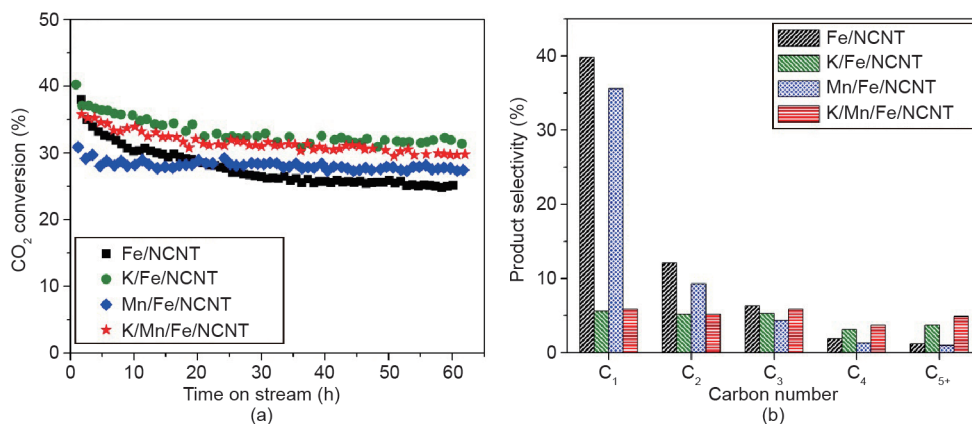 50
40
30
20
10
0
CO2 conversion (%)
Fe/NCNT
K/Fe/NCNT
Mn/Fe/NCNT
K/Mn/Fe/NCNT
0 10 20 30 40 50 60
Time on stream (h)
(a)
40
30
20
10
0
Product selectivity (%)
Fe/NCNT
K/Fe/NCNT
Mn/Fe/NCNT
K/Mn/Fe/NCNT
C1 C2 C3 C4 C5+
Carbon number
(b)